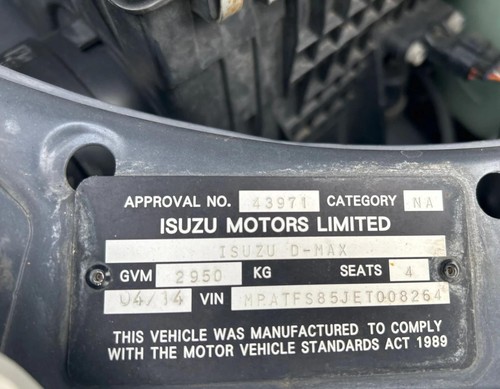 APPROVAL NO. 43971 CATEGORY NA
ISUZU MOTORS LIMITED
ISUZU D-MAX
GVM 2950 KG SEATS 4
04/14 VIN MPATFS85JET008264
THIS VEHICLE WAS MANUFACTURED TO COMPLY
WITH THE MOTOR VEHICLE STANDARDS ACT 1989